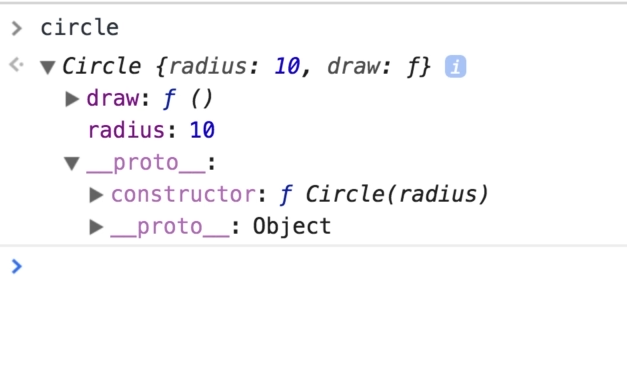 > circle
<· ▼Circle {radius: 10, draw: ƒ} i
▶draw: ƒ ()
radius: 10
▼__proto__:
▶constructor: ƒ Circle(radius)
▶__proto__: Object
>